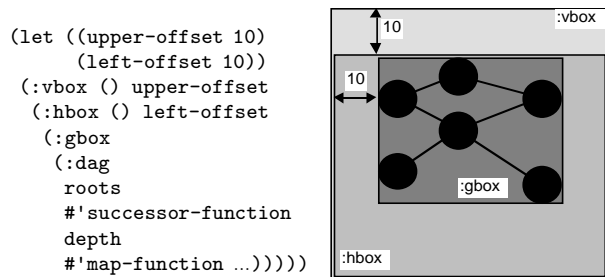 (let ((upper-offset 10)
(left-offset 10))
(:vbox () upper-offset
(:hbox () left-offset
(:gbox
(:dag
roots
#'successor-function
depth
#'map-function ...)))))
:vbox
10
10
:gbox
:hbox